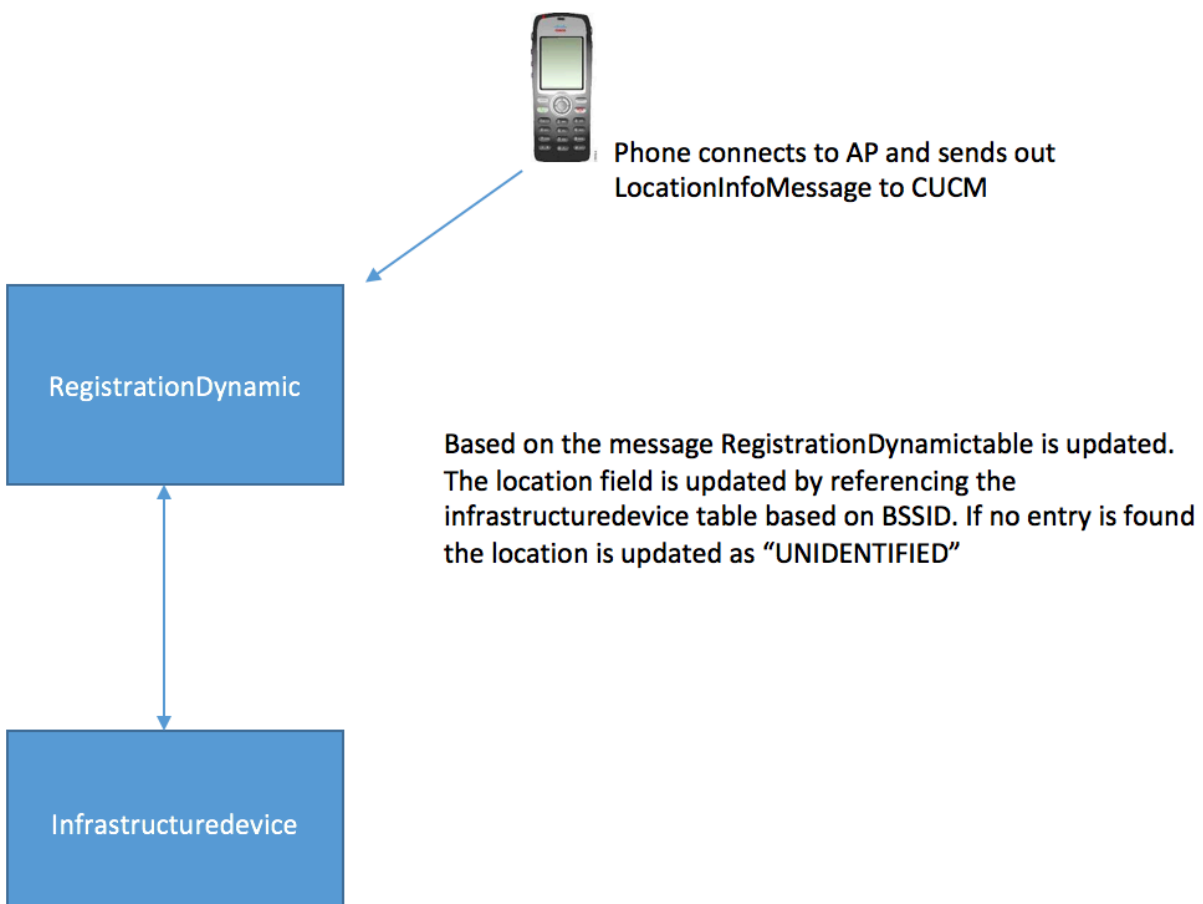 Phone connects to AP and sends out
LocationInfoMessage to CUCM
RegistrationDynamic
Based on the message RegistrationDynamictable is updated.
The location field is updated by referencing the
infrastructuredevice table based on BSSID. If no entry is found
the location is updated as “UNIDENTIFIED”
Infrastructuredevice